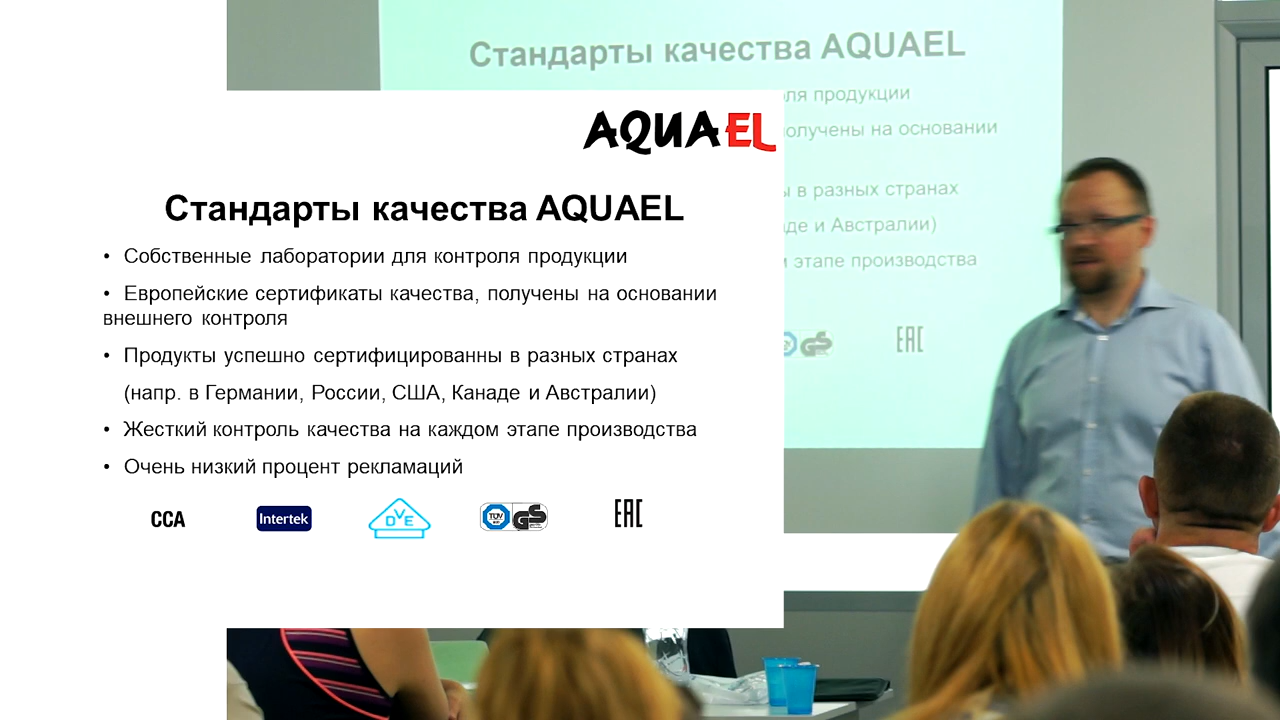 Стандарты качества AQUAEL
ля продукции
получены на основании
ы в разных странах
аде и Австралии)
м этапе производства
GS
EAC
AQUAEL
Стандарты качества AQUAEL
• Собственные лаборатории для контроля продукции
• Европейские сертификаты качества, получены на основании
внешнего контроля
• Продукты успешно сертифицированны в разных странах
(напр. в Германии, России, США, Канаде и Австралии)
• Жесткий контроль качества на каждом этапе производства
• Очень низкий процент рекламаций
CCA
Intertek
DVE
TÜV
GS
EAC